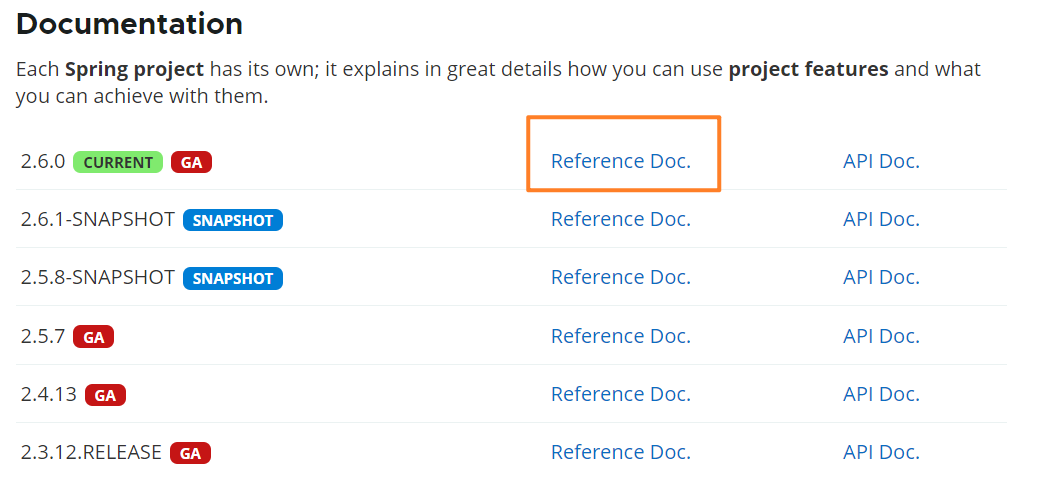 Documentation
Each Spring project has its own; it explains in great details how you can use project features and what
you can achieve with them.
2.6.0 CURRENT GA Reference Doc. API Doc.
2.6.1-SNAPSHOT SNAPSHOT Reference Doc. API Doc.
2.5.8-SNAPSHOT SNAPSHOT Reference Doc. API Doc.
2.5.7 GA Reference Doc. API Doc.
2.4.13 GA Reference Doc. API Doc.
2.3.12.RELEASE GA Reference Doc. API Doc.